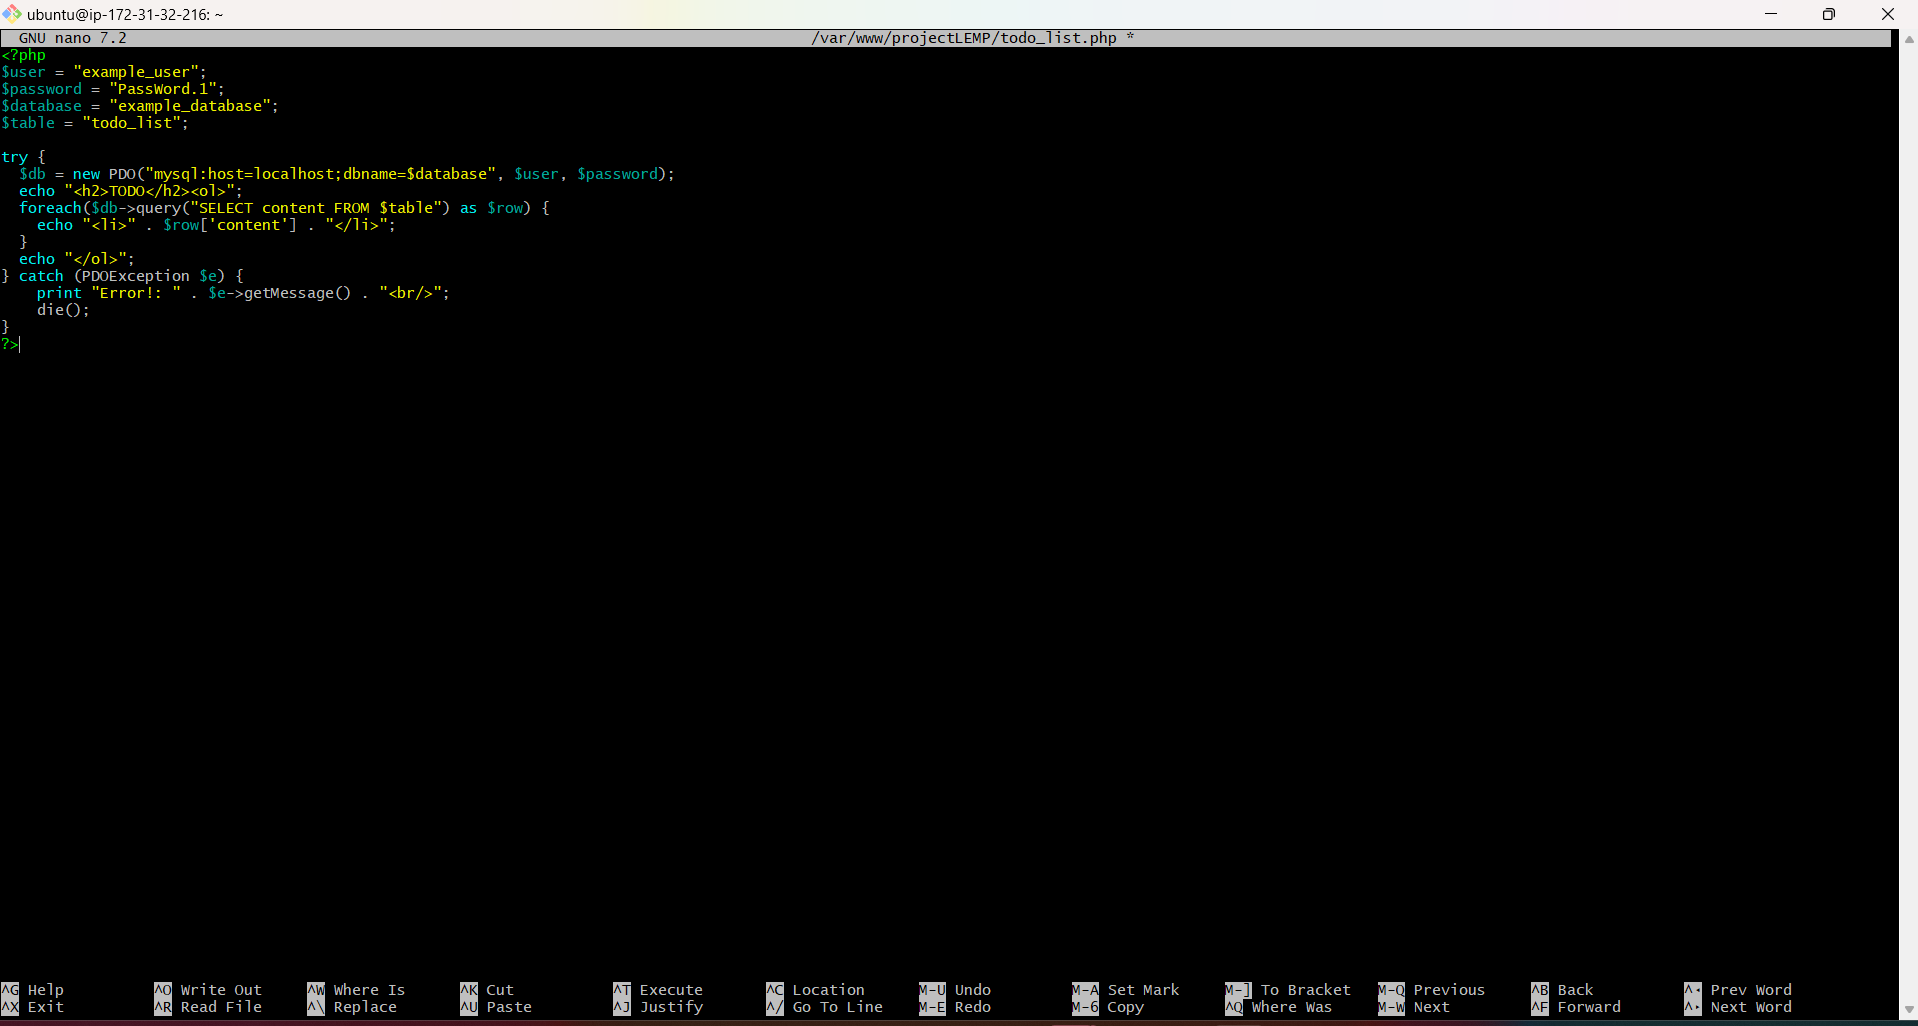 ubuntu@ip-172-31-32-216: ~
GNU nano 7.2 /var/www/projectLEMP/todo_list.php *
<?php
$user = "example_user";
$password = "PassWord.1";
$database = "example_database";
$table = "todo_list";

try {
  $db = new PDO("mysql:host=localhost;dbname=$database", $user, $password);
  echo "<h2>TODO</h2><ol>";
  foreach($db->query("SELECT content FROM $table") as $row) {
    echo "<li>" . $row['content'] . "</li>";
  }
  echo "</ol>";
} catch (PDOException $e) {
    print "Error!: " . $e->getMessage() . "<br/>";
    die();
}
?>
^G Help ^O Write Out ^W Where Is ^K Cut ^T Execute ^C Location M-U Undo M-A Set Mark M-] To Bracket M-Q Previous ^B Back ^◂ Prev Word
^X Exit ^R Read File ^\ Replace ^U Paste ^J Justify ^/ Go To Line M-E Redo M-6 Copy ^Q Where Was M-W Next ^F Forward ^▸ Next Word